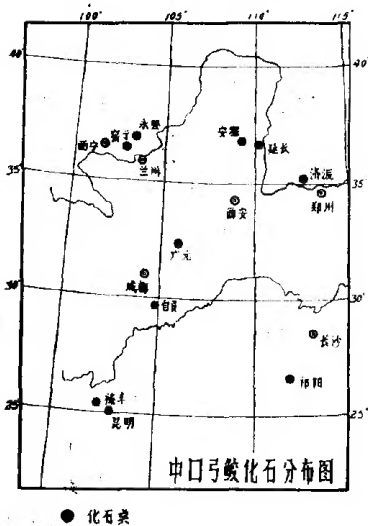 100° 105° 110° 115°
40° 40°
永登
窑子
西宁
兰州
安塞
延长
济源
35° 35°
郑州
西安
广元
成都
30° 30°
自贡
长沙
祁阳
禄丰
25° 25°
昆明
中口弓鲛化石分布图
● 化石点